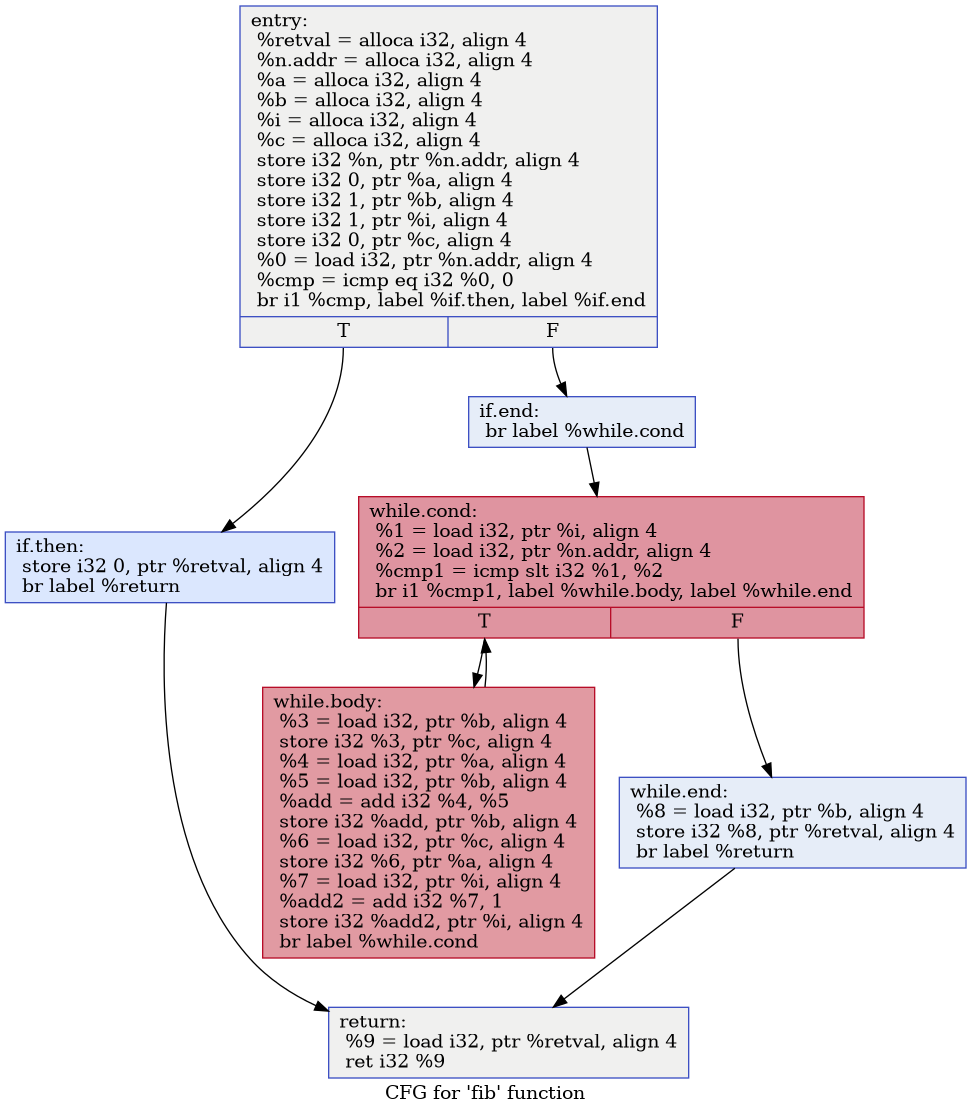 entry:
%retval = alloca i32, align 4
%n.addr = alloca i32, align 4
%a = alloca i32, align 4
%b = alloca i32, align 4
%i = alloca i32, align 4
%c = alloca i32, align 4
store i32 %n, ptr %n.addr, align 4
store i32 0, ptr %a, align 4
store i32 1, ptr %b, align 4
store i32 1, ptr %i, align 4
store i32 0, ptr %c, align 4
%0 = load i32, ptr %n.addr, align 4
%cmp = icmp eq i32 %0, 0
br i1 %cmp, label %if.then, label %if.end
T
F
if.end:
br label %while.cond
if.then:
store i32 0, ptr %retval, align 4
br label %return
while.cond:
%1 = load i32, ptr %i, align 4
%2 = load i32, ptr %n.addr, align 4
%cmp1 = icmp slt i32 %1, %2
br i1 %cmp1, label %while.body, label %while.end
T
F
while.body:
%3 = load i32, ptr %b, align 4
store i32 %3, ptr %c, align 4
%4 = load i32, ptr %a, align 4
%5 = load i32, ptr %b, align 4
%add = add i32 %4, %5
store i32 %add, ptr %b, align 4
%6 = load i32, ptr %c, align 4
store i32 %6, ptr %a, align 4
%7 = load i32, ptr %i, align 4
%add2 = add i32 %7, 1
store i32 %add2, ptr %i, align 4
br label %while.cond
while.end:
%8 = load i32, ptr %b, align 4
store i32 %8, ptr %retval, align 4
br label %return
return:
%9 = load i32, ptr %retval, align 4
ret i32 %9
CFG for 'fib' function